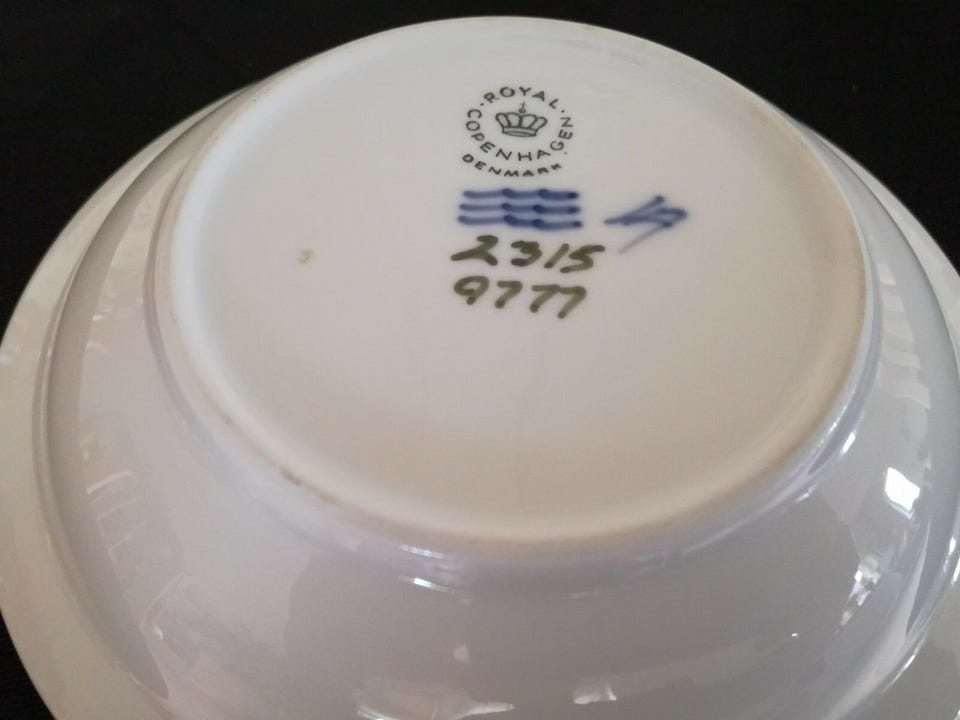 ROYAL
COPENHAGEN
DENMARK
2315
9777